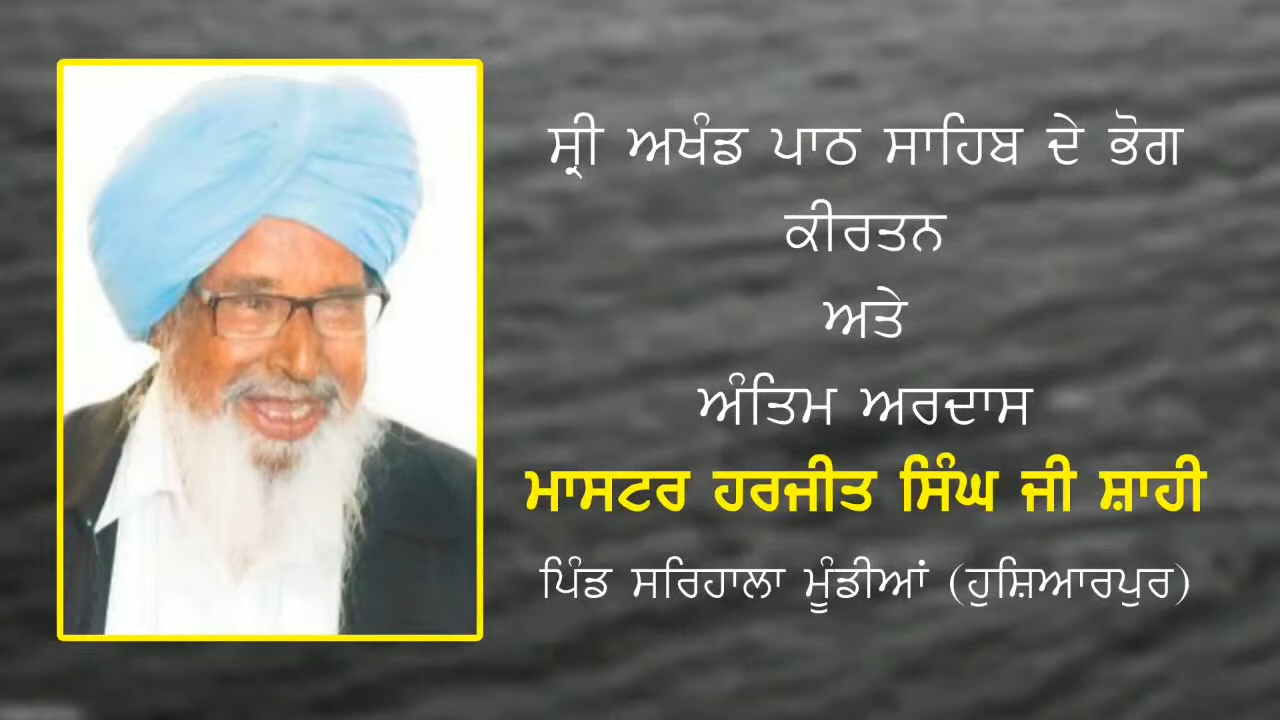 ਸ੍ਰੀ ਅਖੰਡ ਪਾਠ ਸਾਹਿਬ ਦੇ ਭੋਗ
ਕੀਰਤਨ
ਅਤੇ
ਅੰਤਿਮ ਅਰਦਾਸ
ਮਾਸਟਰ ਹਰਜੀਤ ਸਿੰਘ ਜੀ ਸ਼ਾਹੀ
ਪਿੰਡ ਸਰਿਹਾਲਾ ਮੂੰਡੀਆਂ (ਹੁਸ਼ਿਆਰਪੁਰ)